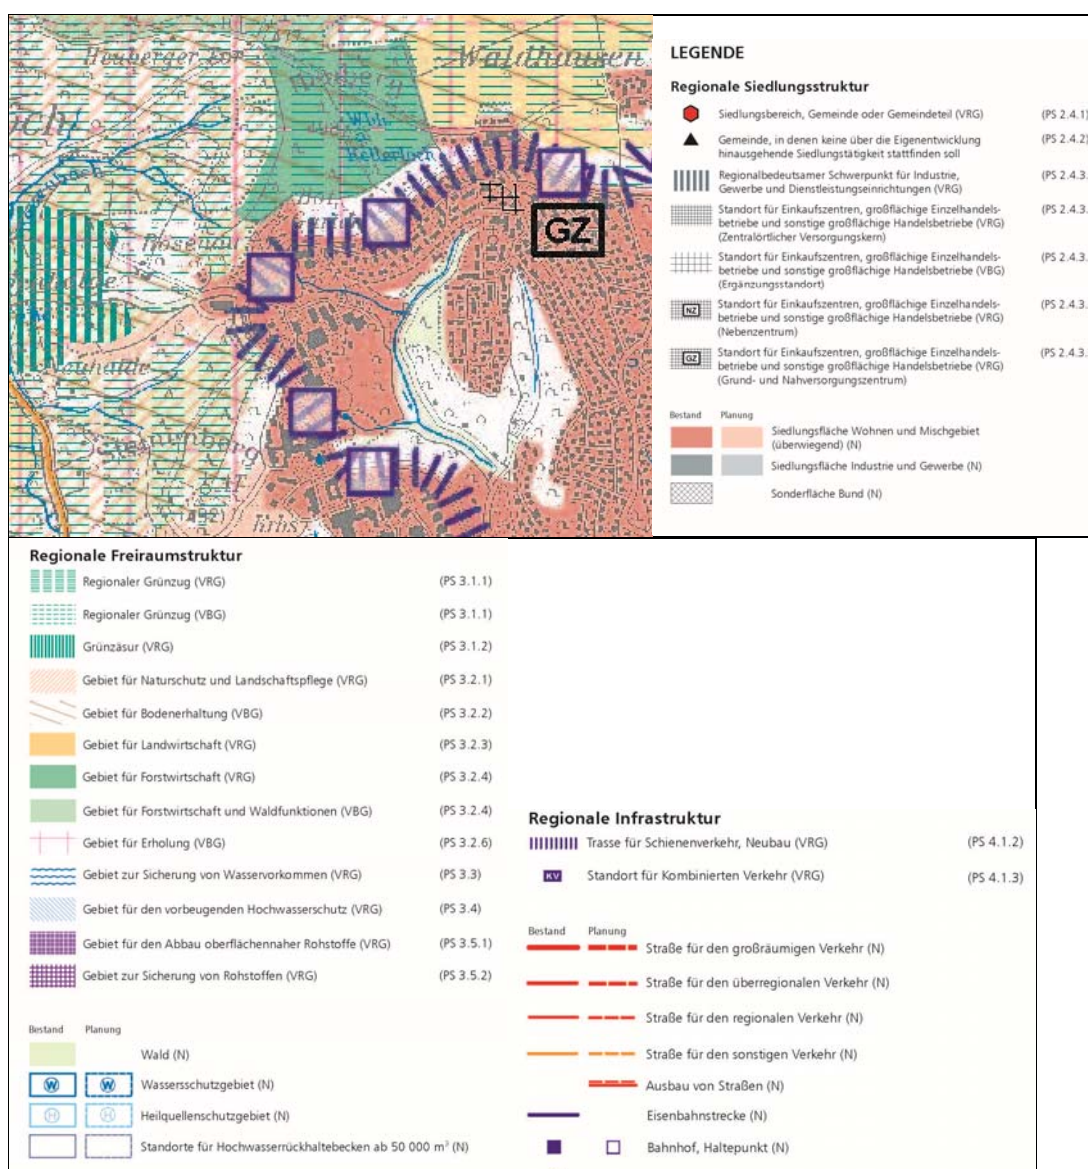 Heuberger Tor
Waldhausen
GZ
Rosenau
Neuhalde
LEGENDE
Regionale Siedlungsstruktur
Siedlungsbereich, Gemeinde oder Gemeindeteil (VRG) (PS 2.4.1)
Gemeinde, in denen keine über die Eigenentwicklung (PS 2.4.2)
hinausgehende Siedlungstätigkeit stattfinden soll
Regionalbedeutsamer Schwerpunkt für Industrie, (PS 2.4.3.
Gewerbe und Dienstleistungseinrichtungen (VRG)
Standort für Einkaufszentren, großflächige Einzelhandels- (PS 2.4.3.
betriebe und sonstige großflächige Handelsbetriebe (VRG)
(Zentralörtlicher Versorgungskern)
Standort für Einkaufszentren, großflächige Einzelhandels- (PS 2.4.3.
betriebe und sonstige großflächige Handelsbetriebe (VBG)
(Ergänzungsstandort)
NZ Standort für Einkaufszentren, großflächige Einzelhandels- (PS 2.4.3.
betriebe und sonstige großflächige Handelsbetriebe (VRG)
(Nebenzentrum)
GZ Standort für Einkaufszentren, großflächige Einzelhandels- (PS 2.4.3.
betriebe und sonstige großflächige Handelsbetriebe (VRG)
(Grund- und Nahversorgungszentrum)
Bestand Planung
Siedlungsfläche Wohnen und Mischgebiet
(überwiegend) (N)
Siedlungsfläche Industrie und Gewerbe (N)
Sonderfläche Bund (N)
Regionale Freiraumstruktur
Regionaler Grünzug (VRG) (PS 3.1.1)
Regionaler Grünzug (VBG) (PS 3.1.1)
Grünzäsur (VRG) (PS 3.1.2)
Gebiet für Naturschutz und Landschaftspflege (VRG) (PS 3.2.1)
Gebiet für Bodenerhaltung (VBG) (PS 3.2.2)
Gebiet für Landwirtschaft (VRG) (PS 3.2.3)
Gebiet für Forstwirtschaft (VRG) (PS 3.2.4)
Gebiet für Forstwirtschaft und Waldfunktionen (VBG) (PS 3.2.4)
Gebiet für Erholung (VBG) (PS 3.2.6)
Gebiet zur Sicherung von Wasservorkommen (VRG) (PS 3.3)
Gebiet für den vorbeugenden Hochwasserschutz (VRG) (PS 3.4)
Gebiet für den Abbau oberflächennaher Rohstoffe (VRG) (PS 3.5.1)
Gebiet zur Sicherung von Rohstoffen (VRG) (PS 3.5.2)
Bestand Planung
Wald (N)
W W Wassersschutzgebiet (N)
H H Heilquellenschutzgebiet (N)
Standorte für Hochwasserrückhaltebecken ab 50 000 m³ (N)
Regionale Infrastruktur
Trasse für Schienenverkehr, Neubau (VRG) (PS 4.1.2)
KV Standort für Kombinierten Verkehr (VRG) (PS 4.1.3)
Bestand Planung
Straße für den großräumigen Verkehr (N)
Straße für den überregionalen Verkehr (N)
Straße für den regionalen Verkehr (N)
Straße für den sonstigen Verkehr (N)
Ausbau von Straßen (N)
Eisenbahnstrecke (N)
Bahnhof, Haltepunkt (N)